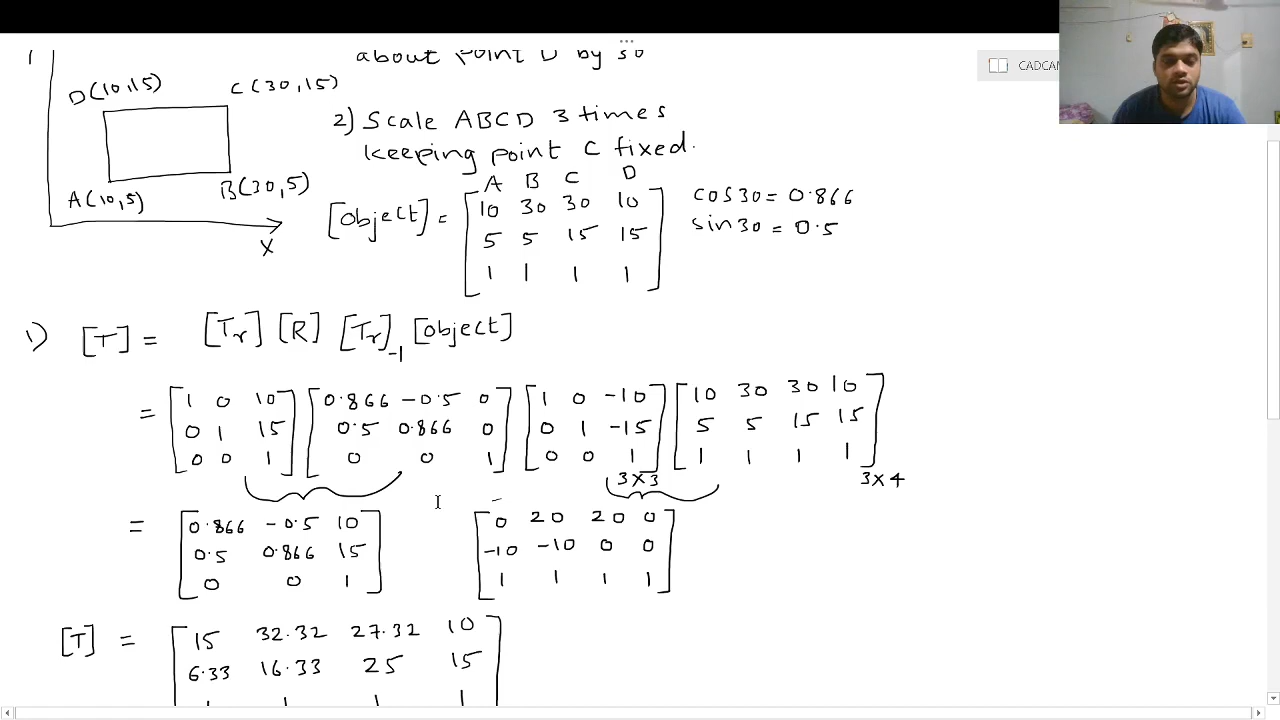 about point D by 30
D(10,15)
C(30,15)
2) Scale ABCD 3 times
keeping point C fixed.
A(10,5)
B(30,5)
X
A B C D
[Object] = [10 30 30 10
5 5 15 15
1 1 1 1]
cos30 = 0.866
sin30 = 0.5
CADCAM
1) [T] = [Tr] [R] [Tr]-1 [Object]
= [1 0 10] [0.866 -0.5 0] [1 0 -10] [10 30 30 10]
[0 1 15] [0.5 0.866 0] [0 1 -15] [5 5 15 15]
[0 0 1] [0 0 1] [0 0 1] [1 1 1 1]
3X3 3X4
= [0.866 -0.5 10] [0 20 20 0]
[0.5 0.866 15] [-10 -10 0 0]
[0 0 1] [1 1 1 1]
[T] = [15 32.32 27.32 10
6.33 16.33 25 15
1 1 1 1